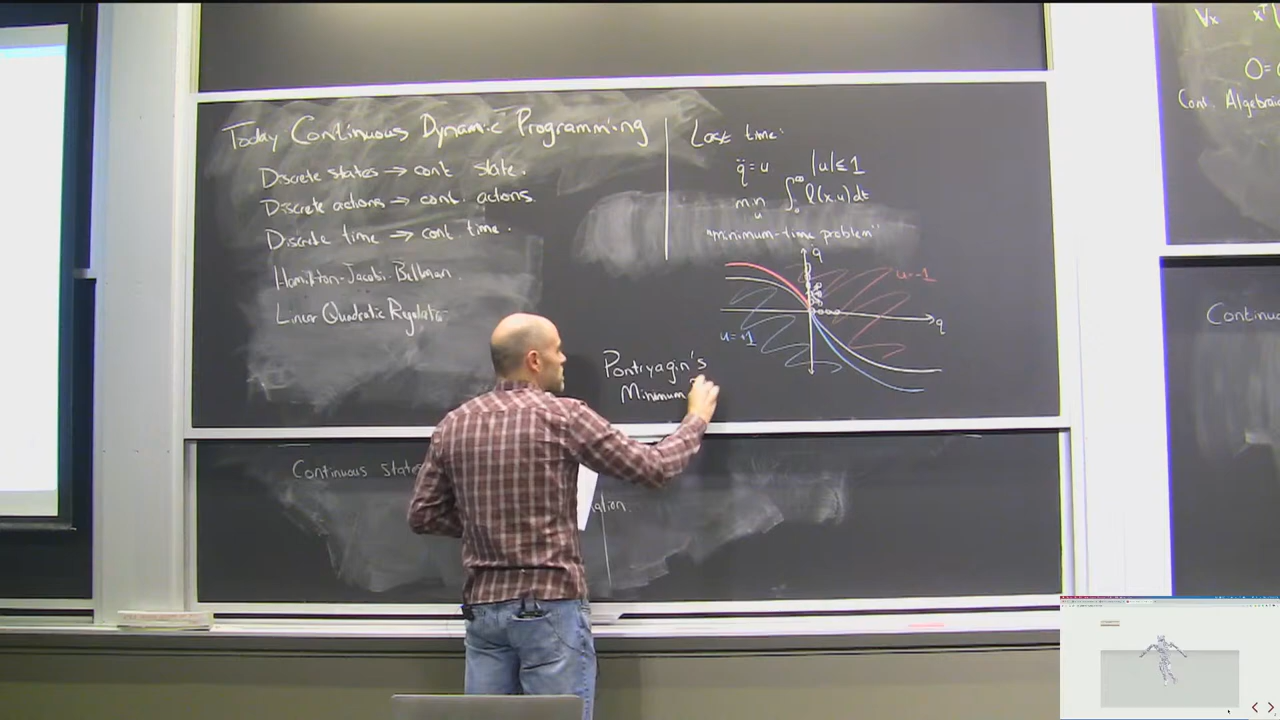 Today Continuous Dynamic Programming
Discrete states → cont state.
Discrete actions → cont. actions.
Discrete time → cont. time.
Hamilton-Jacobi-Bellman.
Linear Quadratic Regulator
Last time:
q̈ = u |u| ≤ 1
min u ∫₀^∞ l(x,u)dt
"minimum-time problem"
q̇
u=-1
q
u=+1
Pontryagin's
Minimum
Continuous states
Vx xᵀ
O=
Cont. Algebraic